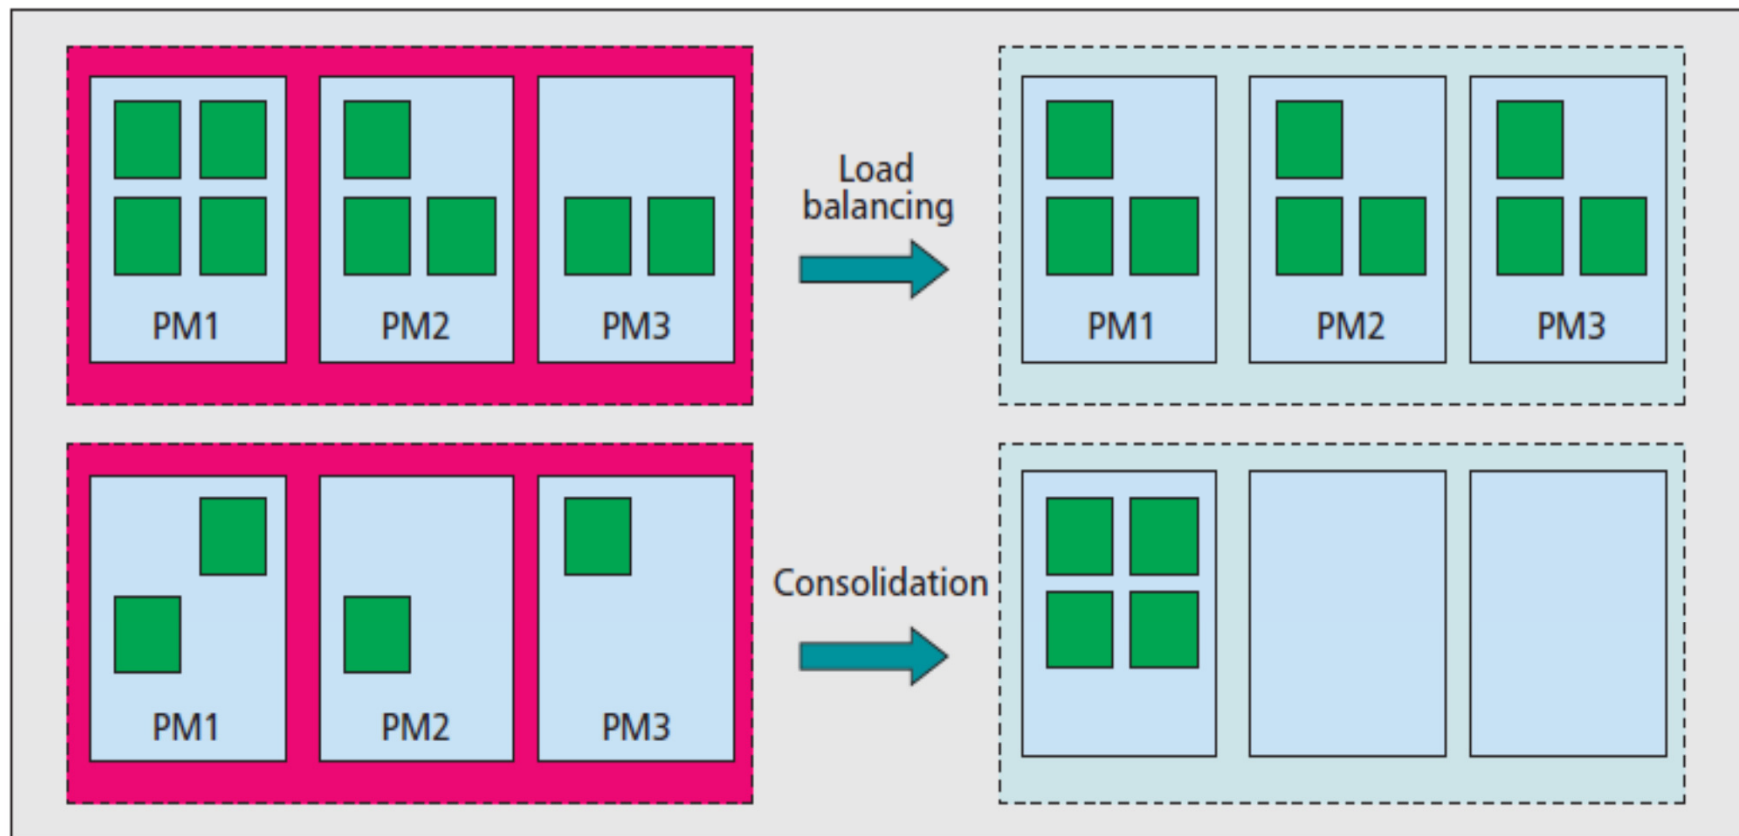 PM1
PM2
PM3
Load
balancing
PM1
PM2
PM3
PM1
PM2
PM3
Consolidation